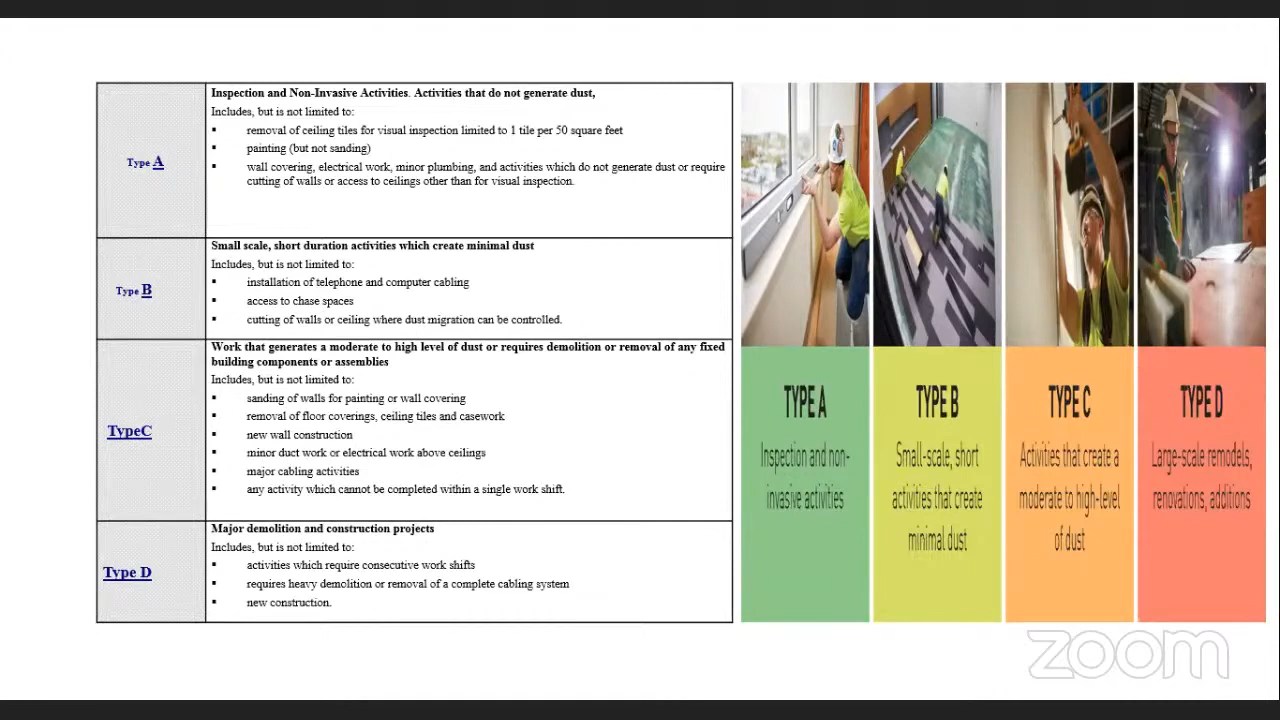 Type A
Inspection and Non-Invasive Activities. Activities that do not generate dust,
Includes, but is not limited to:
▪ removal of ceiling tiles for visual inspection limited to 1 tile per 50 square feet
▪ painting (but not sanding)
▪ wall covering, electrical work, minor plumbing, and activities which do not generate dust or require
cutting of walls or access to ceilings other than for visual inspection.
Type B
Small scale, short duration activities which create minimal dust
Includes, but is not limited to:
▪ installation of telephone and computer cabling
▪ access to chase spaces
▪ cutting of walls or ceiling where dust migration can be controlled.
TypeC
Work that generates a moderate to high level of dust or requires demolition or removal of any fixed
building components or assemblies
Includes, but is not limited to:
▪ sanding of walls for painting or wall covering
▪ removal of floor coverings, ceiling tiles and casework
▪ new wall construction
▪ minor duct work or electrical work above ceilings
▪ major cabling activities
▪ any activity which cannot be completed within a single work shift.
Type D
Major demolition and construction projects
Includes, but is not limited to:
▪ activities which require consecutive work shifts
▪ requires heavy demolition or removal of a complete cabling system
▪ new construction.
TYPE A
Inspection and non-
invasive activities
TYPE B
Small-scale, short
activities that create
minimal dust
TYPE C
Activities that create a
moderate to high-level
of dust
TYPE D
Large-scale remodels,
renovations, additions
zoom